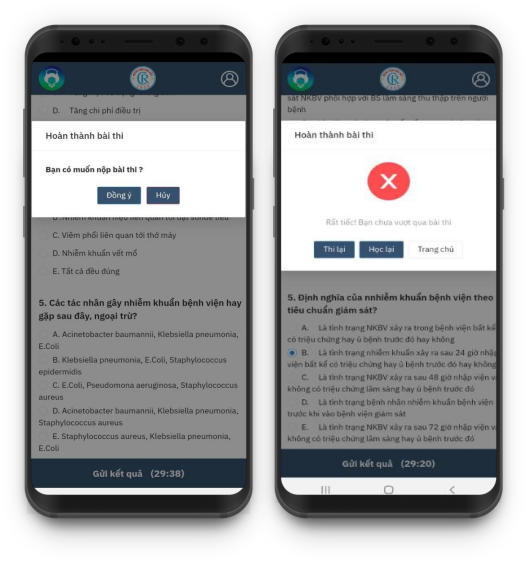 D. Tăng chi phí điều trị
Hoàn thành bài thi
Bạn có muốn nộp bài thi ?
Đồng ý
Hủy
C. Viêm phổi liên quan tới thở máy
D. Nhiễm khuẩn vết mổ
E. Tất cả đều đúng
5. Các tác nhân gây nhiễm khuẩn bệnh viện hay
gặp sau đây, ngoại trừ?
A. Acinetobacter baumannii, Klebsiella pneumonia,
E.Coli
B. Klebsiella pneumonia, E.Coli, Staphylococcus
epidermidis
C. E.Coli, Pseudomona aeruginosa, Staphylococcus
aureus
D. Acinetobacter baumannii, Klebsiella pneumonia,
Staphylococcus aureus
E. Staphylococcus aureus, Klebsiella pneumonia,
E.Coli
Gửi kết quả (29:38)
sát NKBV phối hợp với BS lâm sàng thu thập trên người
bệnh
Hoàn thành bài thi
Rất tiếc! Bạn chưa vượt qua bài thi
Thi lại
Học lại
Trang chủ
5. Định nghĩa của nnhiễm khuẩn bệnh viện theo
tiêu chuẩn giám sát?
A. Là tình trạng NKBV xảy ra trong bệnh viện bất kể
có triệu chứng hay ủ bệnh trước đó hay không
B. Là tình trạng nhiễm khuẩn xảy ra sau 24 giờ nhập
viện bất kể có triệu chứng hay ủ bệnh trước đó hay không
C. Là tình trạng NKBV xảy ra sau 48 giờ nhập viện
không có triệu chứng lâm sàng hay ủ bệnh trước đó
D. Là tình trạng bệnh nhân nhiễm khuẩn bệnh viện
trước khi vào bệnh viện giám sát
E. Là tình trạng NKBV xảy ra sau 72 giờ nhập viện
không có triệu chứng lâm sàng hay ủ bệnh trước đó
Gửi kết quả (29:20)